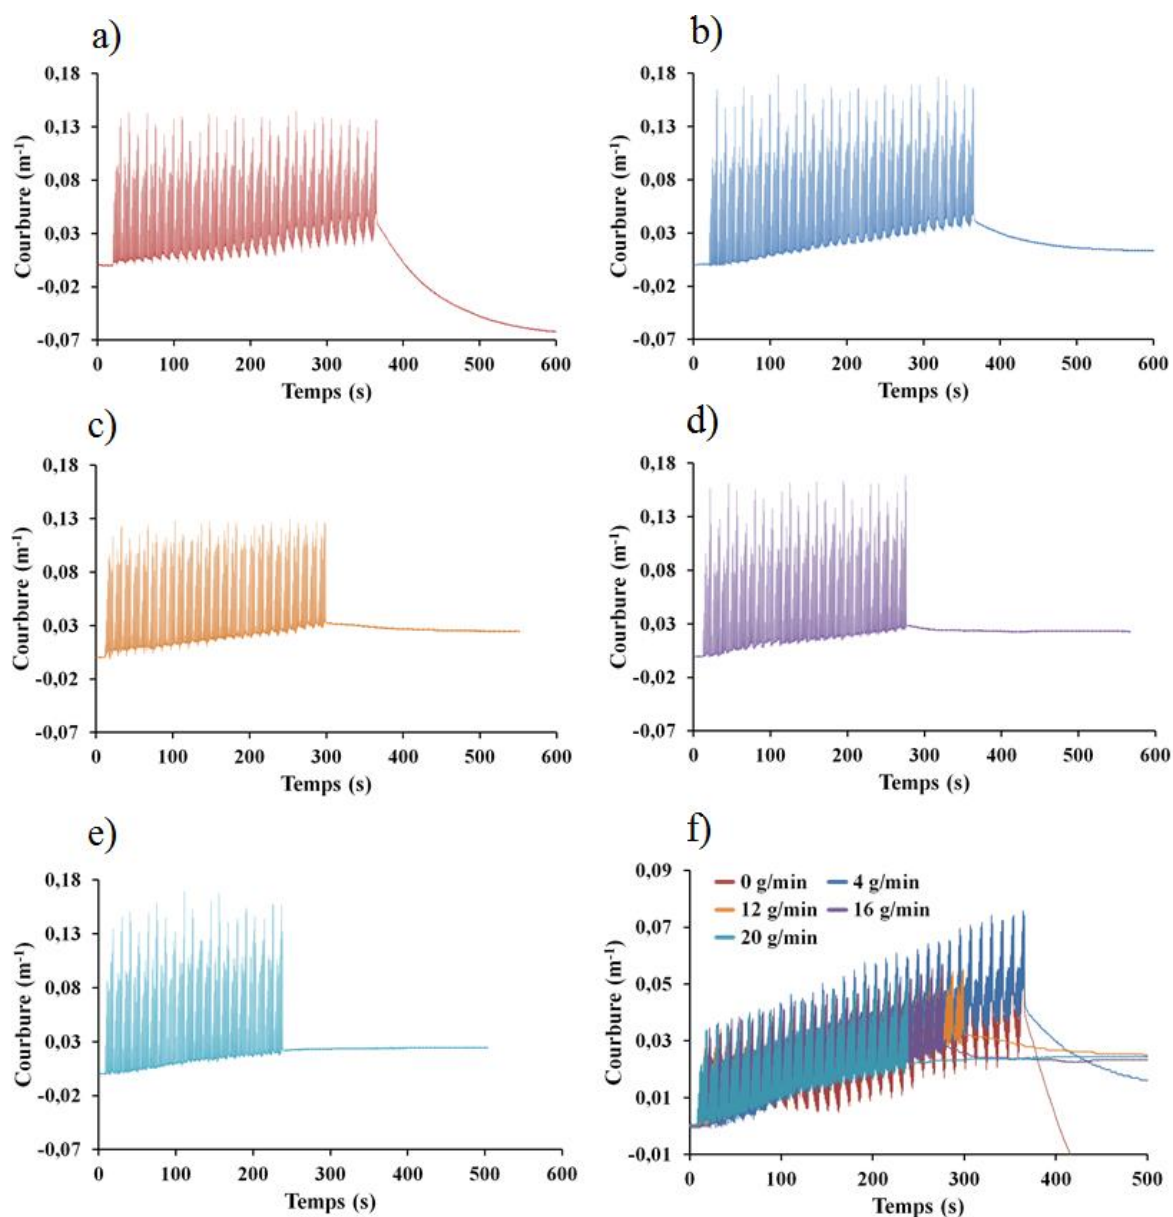 a)
0,18
0,13
0,08
0,03
-0,02
-0,07
Courbure (m⁻¹)
0 100 200 300 400 500 600
Temps (s)
b)
0,18
0,13
0,08
0,03
-0,02
-0,07
Courbure (m⁻¹)
0 100 200 300 400 500 600
Temps (s)
c)
0,18
0,13
0,08
0,03
-0,02
-0,07
Courbure (m⁻¹)
0 100 200 300 400 500 600
Temps (s)
d)
0,18
0,13
0,08
0,03
-0,02
-0,07
Courbure (m⁻¹)
0 100 200 300 400 500 600
Temps (s)
e)
0,18
0,13
0,08
0,03
-0,02
-0,07
Courbure (m⁻¹)
0 100 200 300 400 500 600
Temps (s)
f)
0,09
0,07
0,05
0,03
0,01
-0,01
Courbure (m⁻¹)
0 g/min 4 g/min
12 g/min 16 g/min
20 g/min
0 100 200 300 400 500
Temps (s)